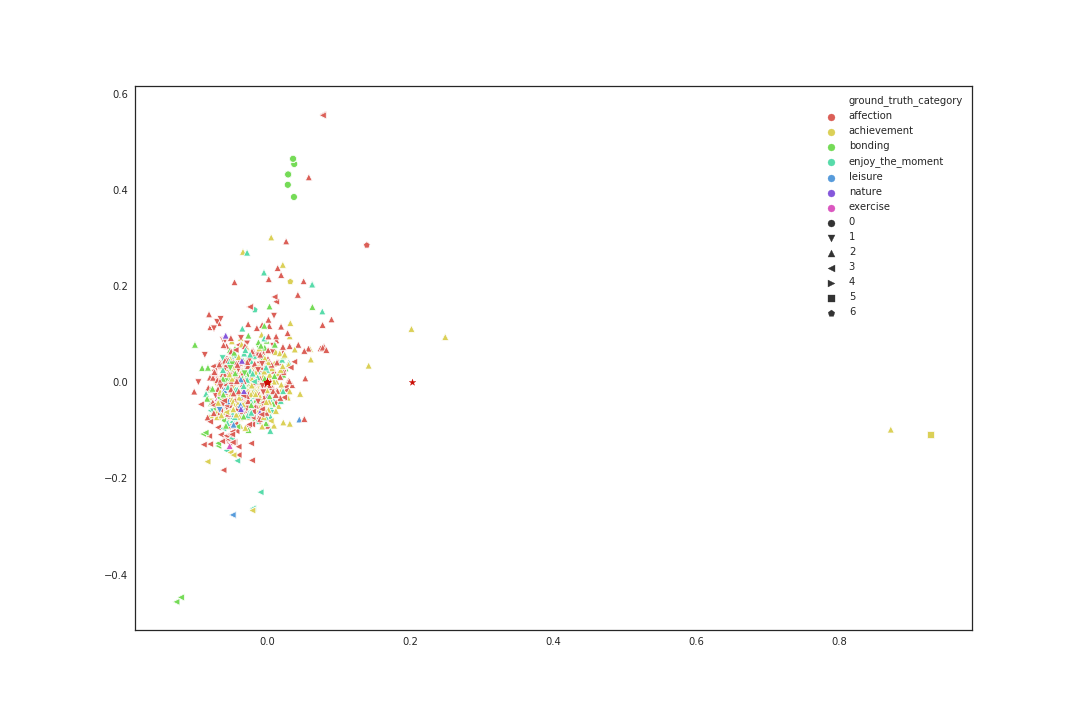 0.6
0.4
0.2
0.0
−0.2
−0.4
0.0 0.2 0.4 0.6 0.8
ground_truth_category
affection
achievement
bonding
enjoy_the_moment
leisure
nature
exercise
0
1
2
3
4
5
6